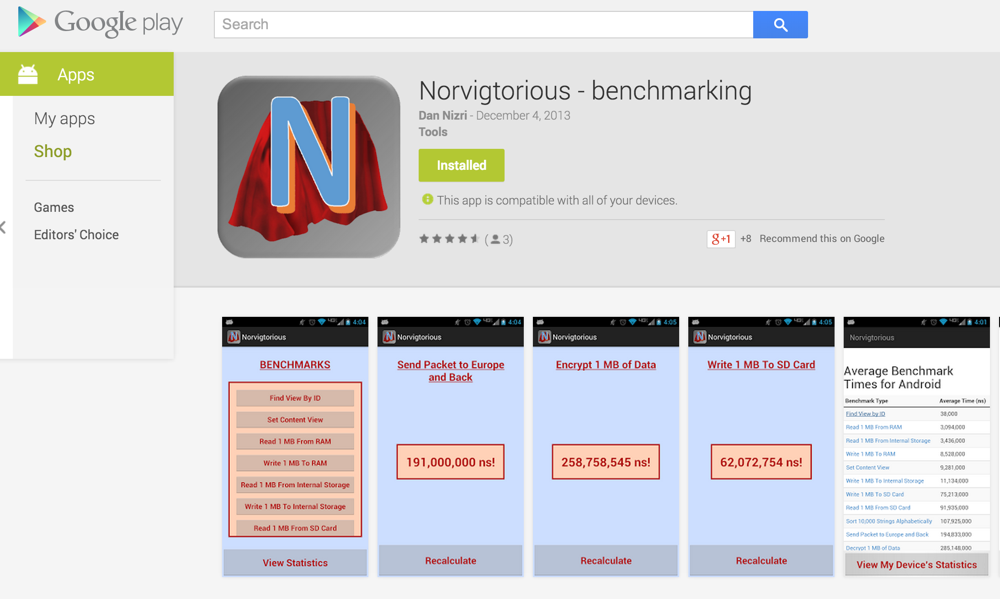 Google play
Search
Apps
My apps
Shop
Games
Editors' Choice
N
Norvigtorious - benchmarking
Dan Nizri - December 4, 2013
Tools
Installed
This app is compatible with all of your devices.
(3)
g+1 +8 Recommend this on Google
4:04
Norvigtorious
BENCHMARKS
Find View By ID
Set Content View
Read 1 MB From RAM
Write 1 MB To RAM
Read 1 MB From Internal Storage
Write 1 MB To Internal Storage
Read 1 MB From SD Card
View Statistics
4:04
Norvigtorious
Send Packet to Europe
and Back
191,000,000 ns!
Recalculate
4:05
Norvigtorious
Encrypt 1 MB of Data
258,758,545 ns!
Recalculate
4:05
Norvigtorious
Write 1 MB To SD Card
62,072,754 ns!
Recalculate
4:01
Norvigtorious
Average Benchmark
Times for Android
Benchmark Type Average Time (ns)
Find View by ID 38,000
Read 1 MB From RAM 3,094,000
Read 1 MB From Internal Storage 3,436,000
Write 1 MB To RAM 8,528,000
Set Content View 9,281,000
Write 1 MB To Internal Storage 11,134,000
Write 1 MB To SD Card 75,213,000
Read 1 MB From SD Card 91,935,000
Sort 10,000 Strings Alphabetically 107,925,000
Send Packet to Europe and Back 194,833,000
Decrypt 1 MB of Data 285,148,000
View My Device's Statistics